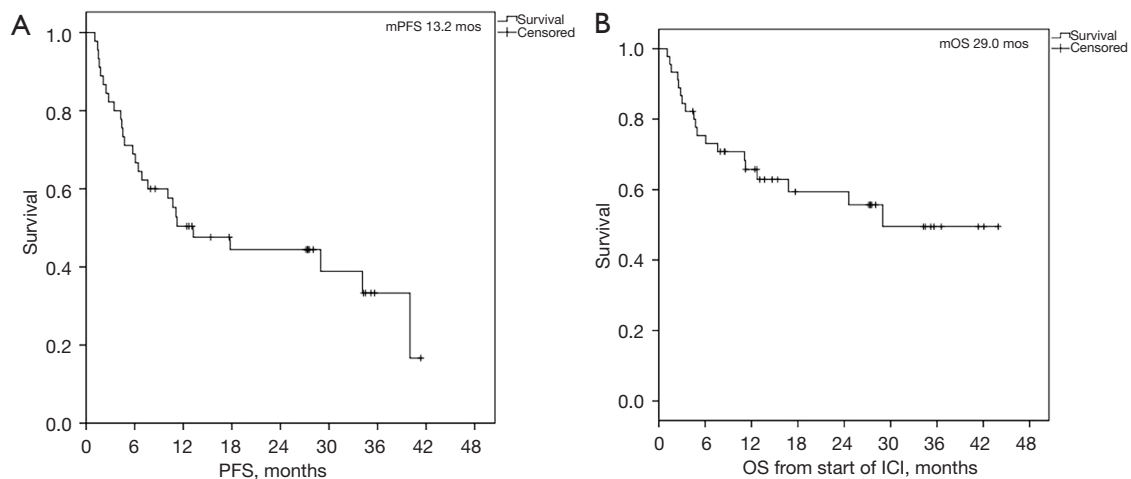 A
mPFS 13.2 mos
Survival
Censored
1.0
0.8
0.6
0.4
0.2
0.0
Survival
0 6 12 18 24 30 36 42 48
PFS, months
B
mOS 29.0 mos
Survival
Censored
1.0
0.8
0.6
0.4
0.2
0.0
Survival
0 6 12 18 24 30 36 42 48
OS from start of ICI, months